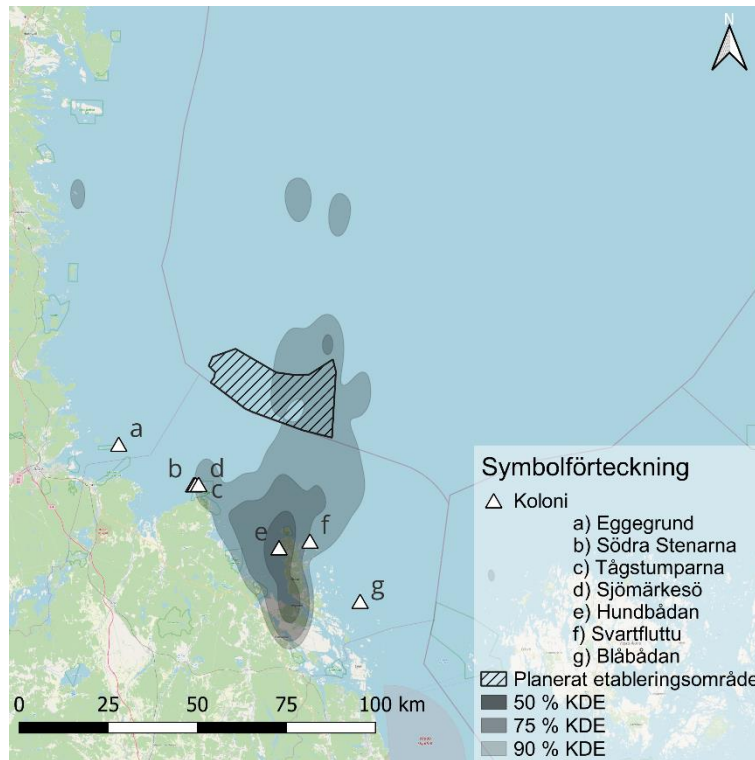 N
a
b
d
c
e
f
g
Symbolförteckning
Koloni
a) Eggegrund
b) Södra Stenarna
c) Tågstumparna
d) Sjömärkesö
e) Hundbådan
f) Svartfluttu
g) Blåbådan
Planerat etableringsområde
50 % KDE
75 % KDE
90 % KDE
0 25 50 75 100 km